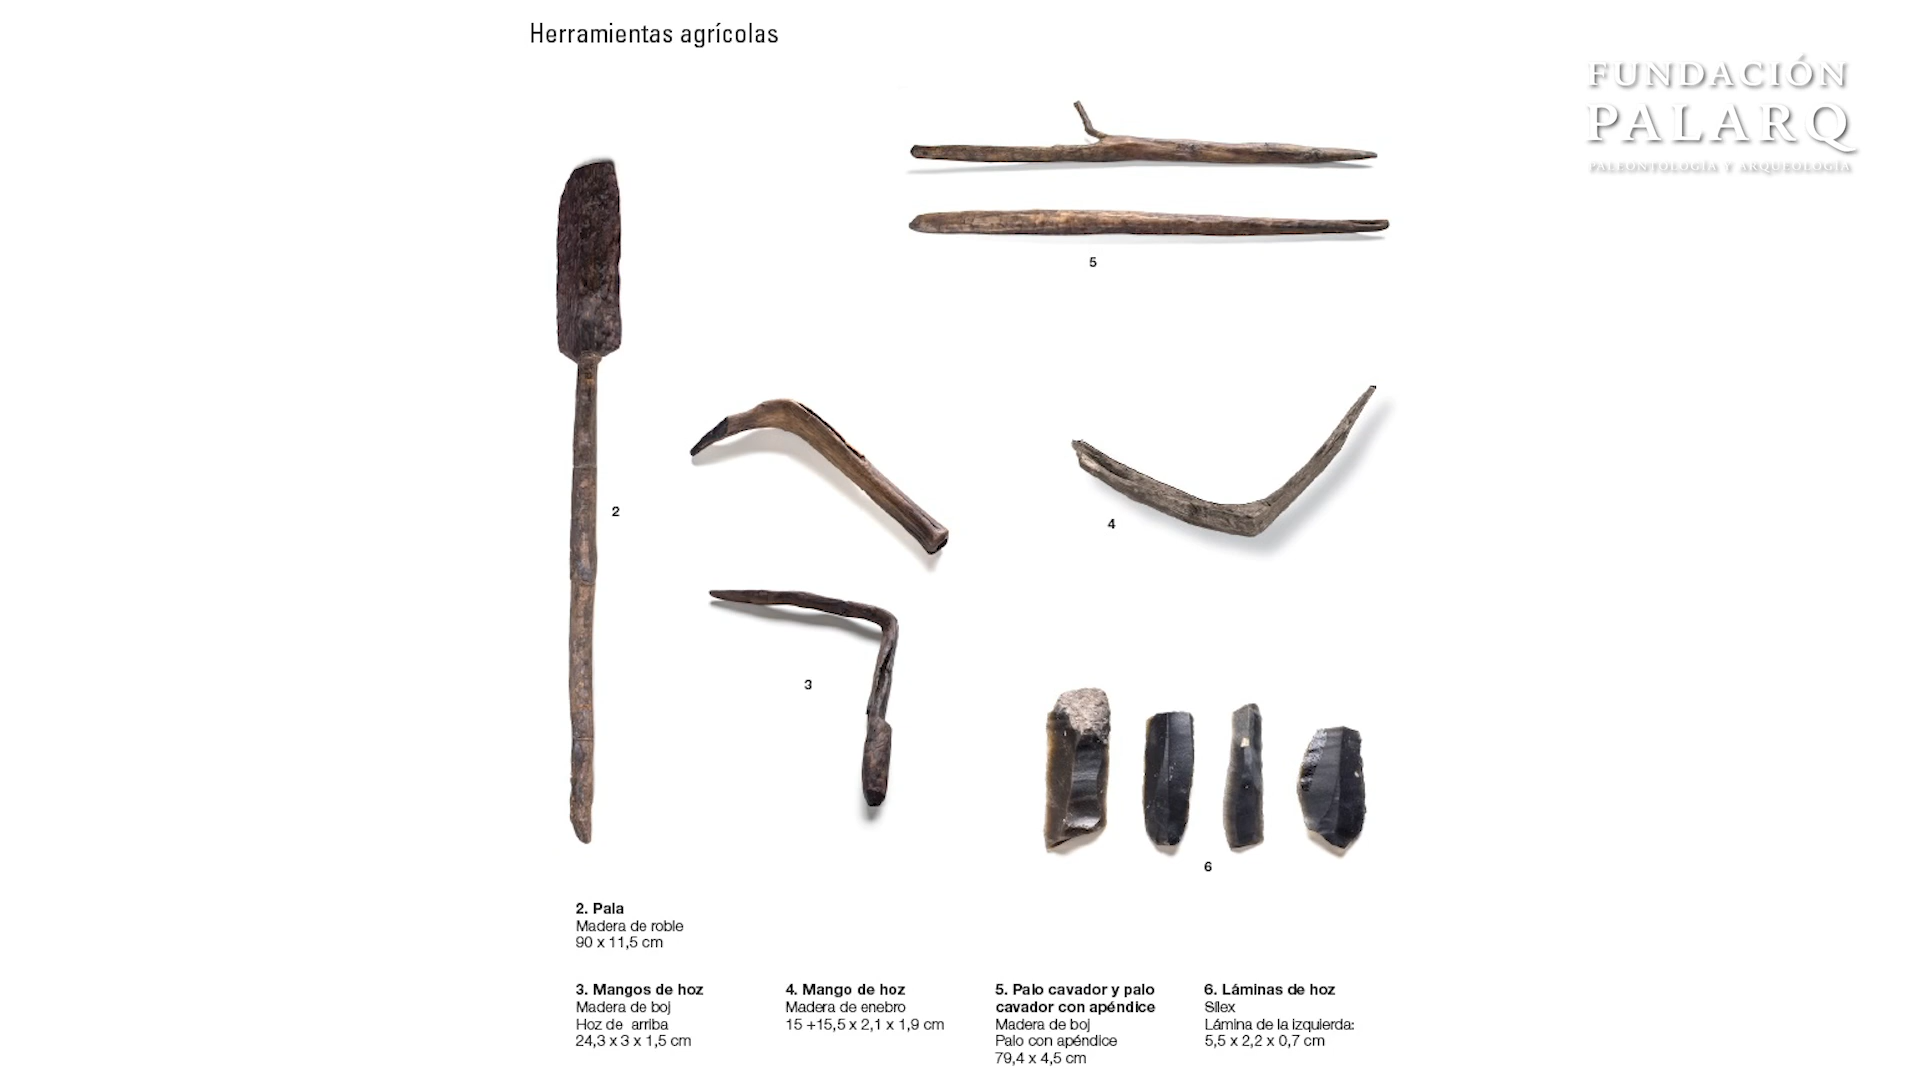 Herramientas agrícolas
FUNDACIÓN
PALARQ
PALEONTOLOGÍA Y ARQUEOLOGÍA
5
2
4
3
6
2. Pala
Madera de roble
90 x 11,5 cm
3. Mangos de hoz
Madera de boj
Hoz de arriba
24,3 x 3 x 1,5 cm
4. Mango de hoz
Madera de enebro
15 +15,5 x 2,1 x 1,9 cm
5. Palo cavador y palo
cavador con apéndice
Madera de boj
Palo con apéndice
79,4 x 4,5 cm
6. Láminas de hoz
Sílex
Lámina de la izquierda:
5,5 x 2,2 x 0,7 cm